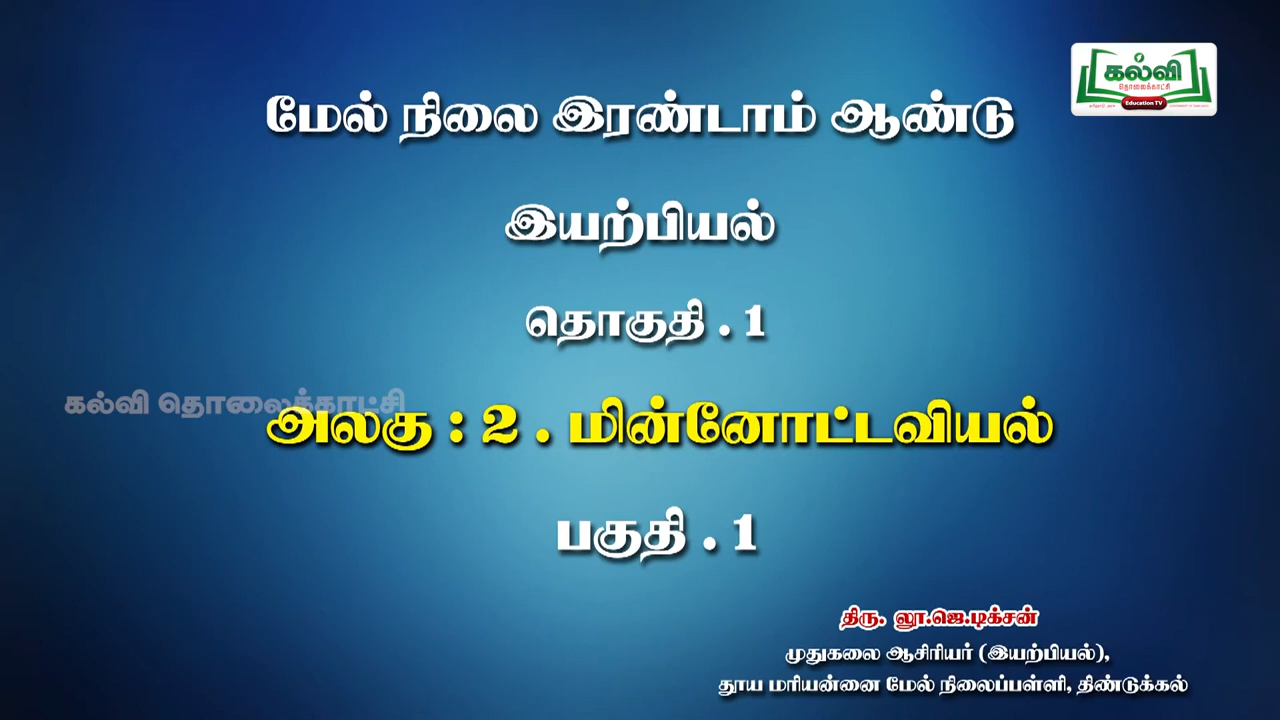 மேல் நிலை இரண்டாம் ஆண்டு
கல்வி
தொலைக்காட்சி
Education TV
இயற்பியல்
தொகுதி . 1
கல்வி தொலைக்காட்சி
அலகு : 2 . மின்னோட்டவியல்
பகுதி . 1
திரு. லூ.ஜெ.டிக்சன்
முதுகலை ஆசிரியர் (இயற்பியல்),
தூய மரியன்னை மேல் நிலைப்பள்ளி, திண்டுக்கல்